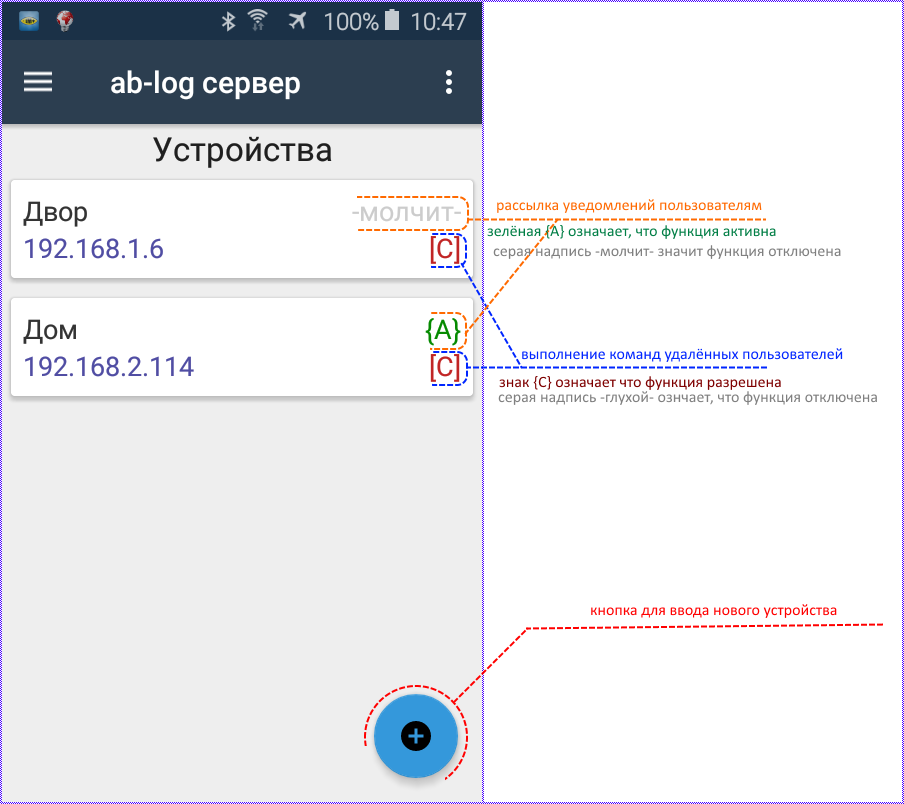 100% 10:47
ab-log сервер
Устройства
Двор -молчит-
192.168.1.6 [C]
рассылка уведомлений пользователям
зелёная {A} означает, что функция активна
серая надпись -молчит- значит функция отключена
Дом {A}
192.168.2.114 [C]
выполнение команд удалённых пользователей
знак {C} означает что функция разрешена
серая надпись -глухой- ознчает, что функция отключена
кнопка для ввода нового устройства